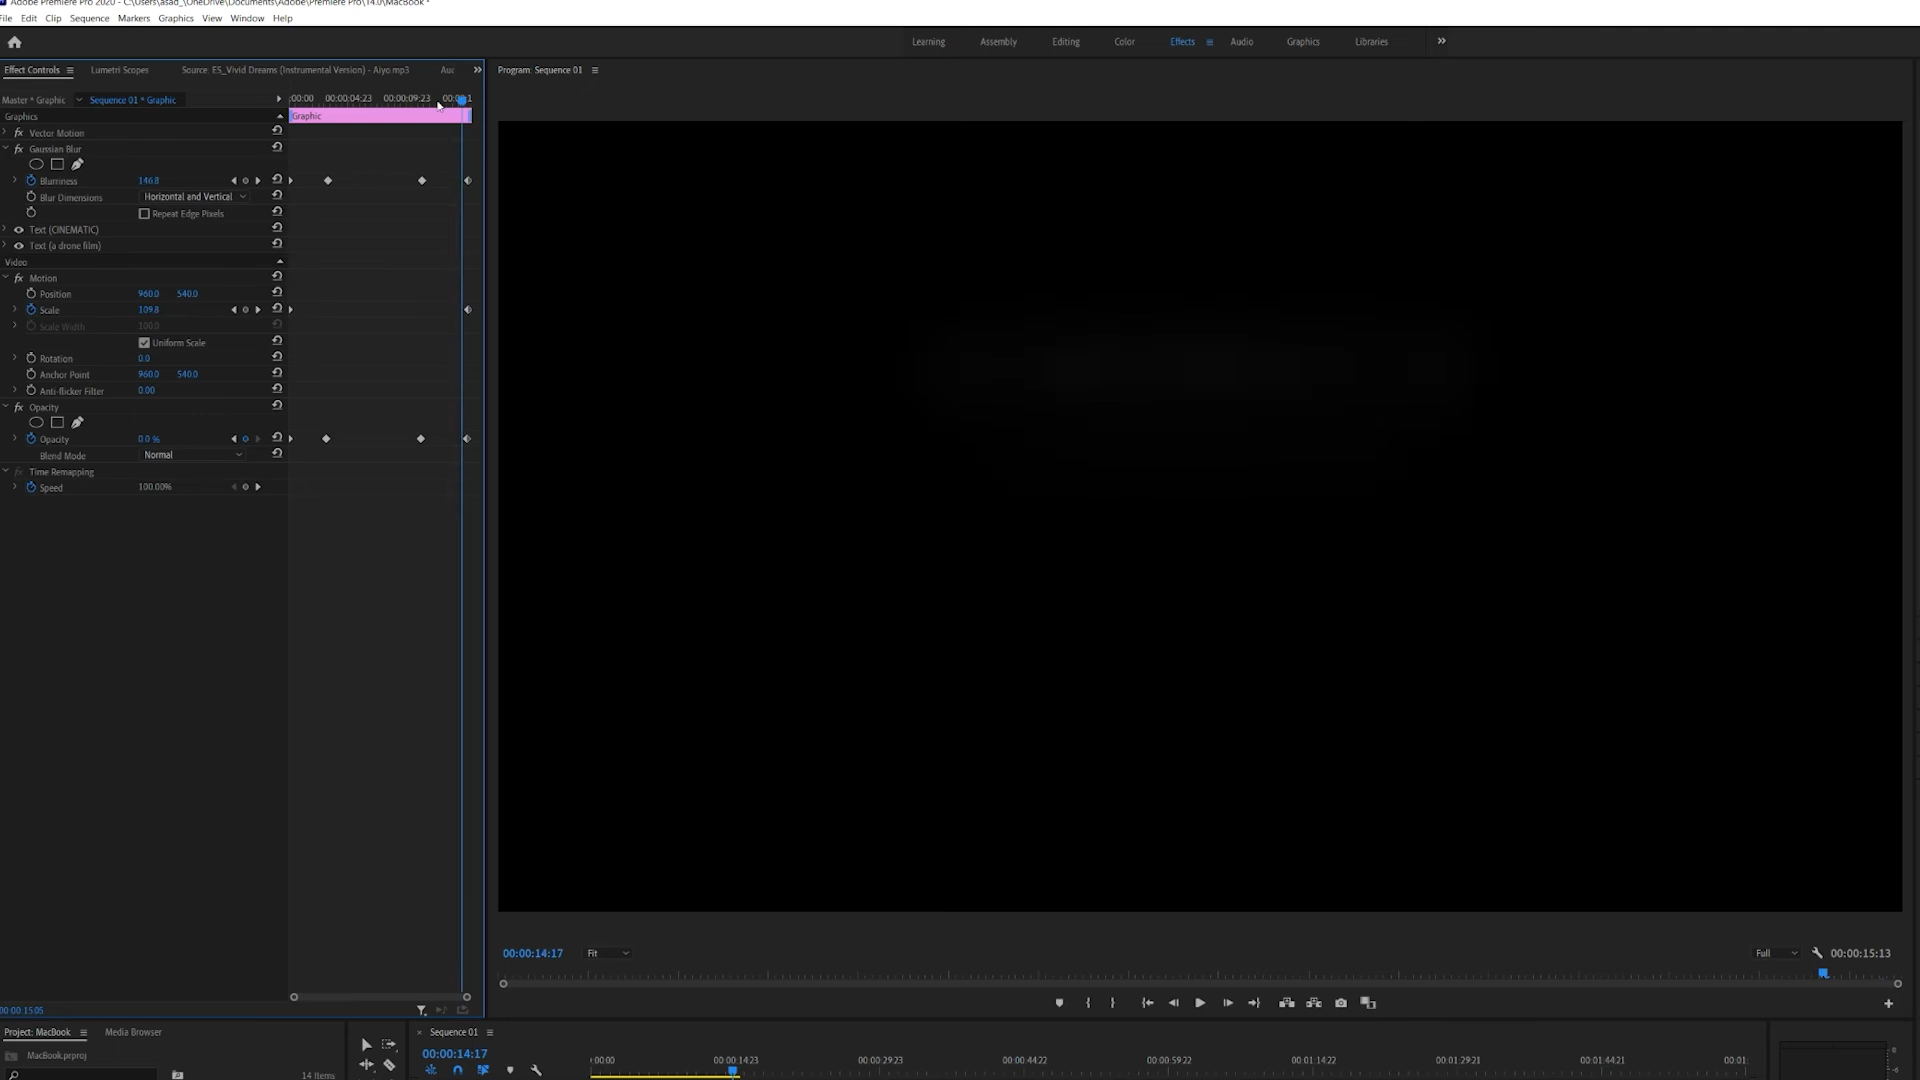 Adobe Premiere Pro 2020 - C:\Users\asad_\OneDrive\Documents\Adobe\Premiere Pro\14.0\MacBook *
File Edit Clip Sequence Markers Graphics View Window Help
Learning Assembly Editing Color Effects Audio Graphics Libraries
Effect Controls Lumetri Scopes Source: ES_Vivid Dreams (Instrumental Version) - Aiyo.mp3 Auc
Program: Sequence 01
Master * Graphic Sequence 01 * Graphic
:00:00 00:00:04:23 00:00:09:23
Graphics
Graphic
fx Vector Motion
fx Gaussian Blur
Blurriness 146.8
Blur Dimensions Horizontal and Vertical
Repeat Edge Pixels
Text (CINEMATIC)
Text (a drone film)
Video
fx Motion
Position 960.0 540.0
Scale 109.8
Scale Width 100.0
Uniform Scale
Rotation 0.0
Anchor Point 960.0 540.0
Anti-flicker Filter 0.00
fx Opacity
Opacity 0.0 %
Blend Mode Normal
fx Time Remapping
Speed 100.00%
00:00:14:17 Fit Full 00:00:15:13
00:00:15:05
Project: MacBook Media Browser
MacBook.prproj
14 Items
× Sequence 01
00:00:14:17
:00:00 00:00:14:23 00:00:29:23 00:00:44:22 00:00:59:22 00:01:14:22 00:01:29:21 00:01:44:21 00:01:
0
-6